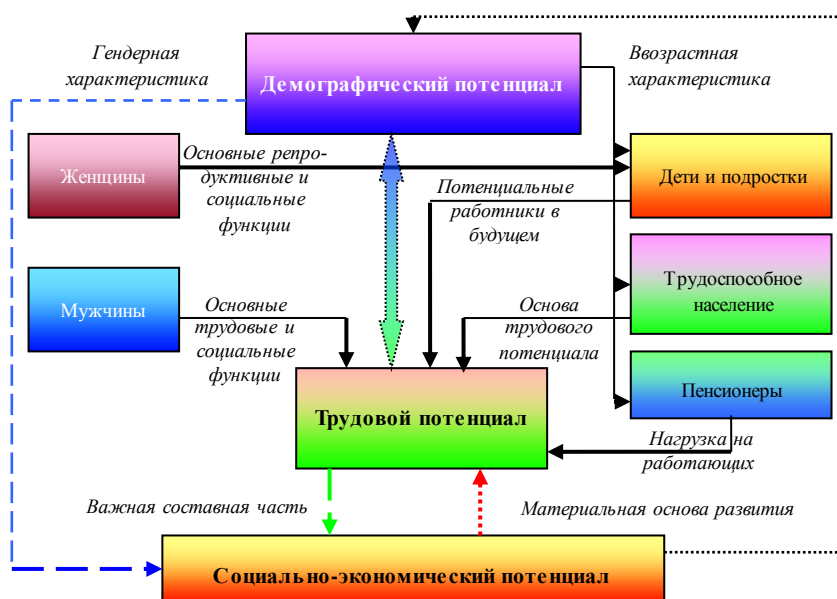 Гендерная
характеристика
Демографический потенциал
Ввозрастная
характеристика
Женщины
Основные репро-
дуктивные и
социальные
функции
Потенциальные
работники в
будущем
Дети и подростки
Мужчины
Основные
трудовые и
социальные
функции
Основа
трудового
потенциала
Трудоспособное
население
Трудовой потенциал
Пенсионеры
Нагрузка на
работающих
Важная составная часть
Материальная основа развития
Социально-экономический потенциал